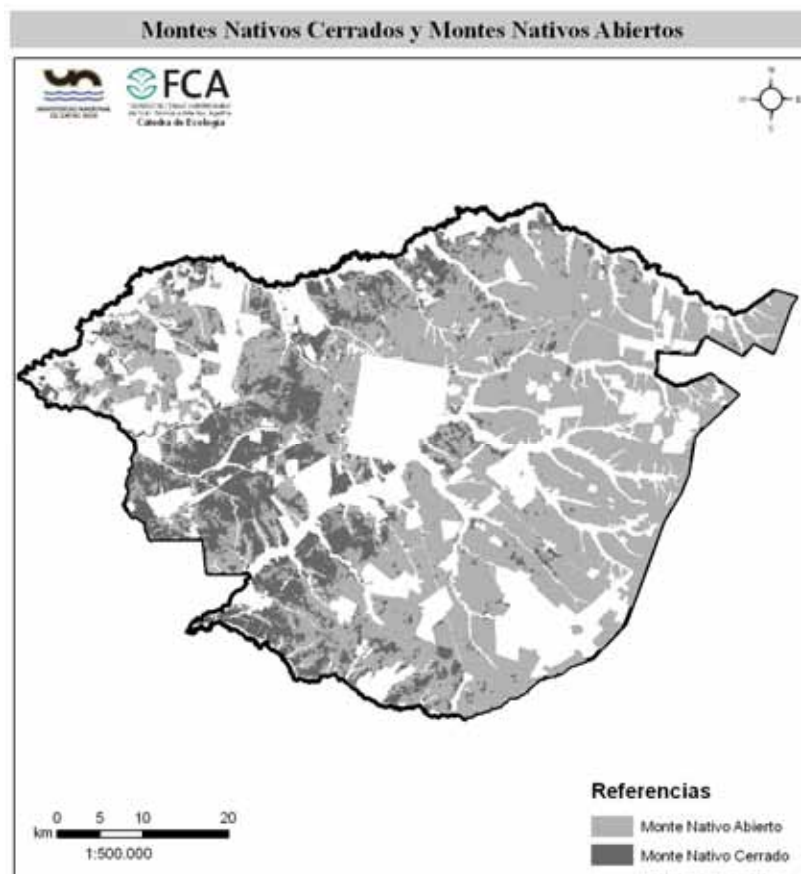 Montes Nativos Cerrados y Montes Nativos Abiertos
FCA
Cátedra de Ecología
N
S
0 5 10 20
km
1:500.000
Referencias
Monte Nativo Abierto
Monte Nativo Cerrado